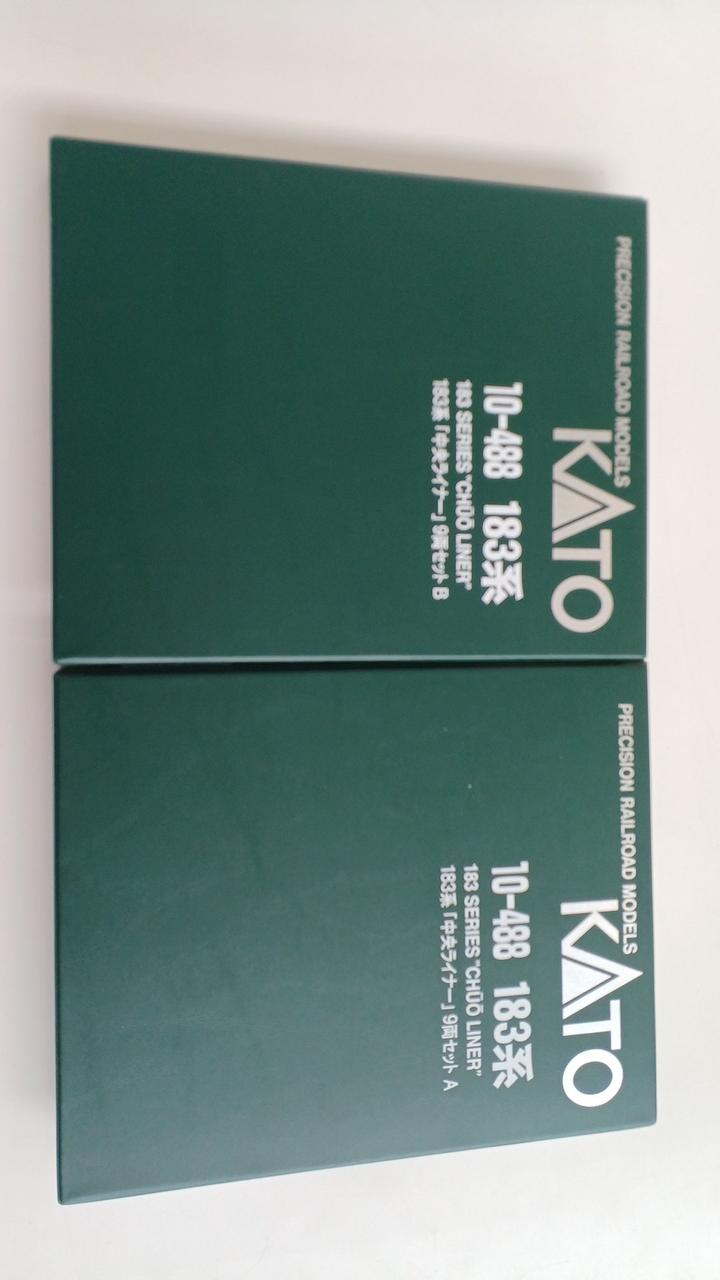 PRECISION RAILROAD MODELS
KATO
10-488 183系
183 SERIES "CHŪŌ LINER"
183系「中央ライナー」9両セット B
PRECISION RAILROAD MODELS
KATO
10-488 183系
183 SERIES "CHŪŌ LINER"
183系「中央ライナー」9両セット A